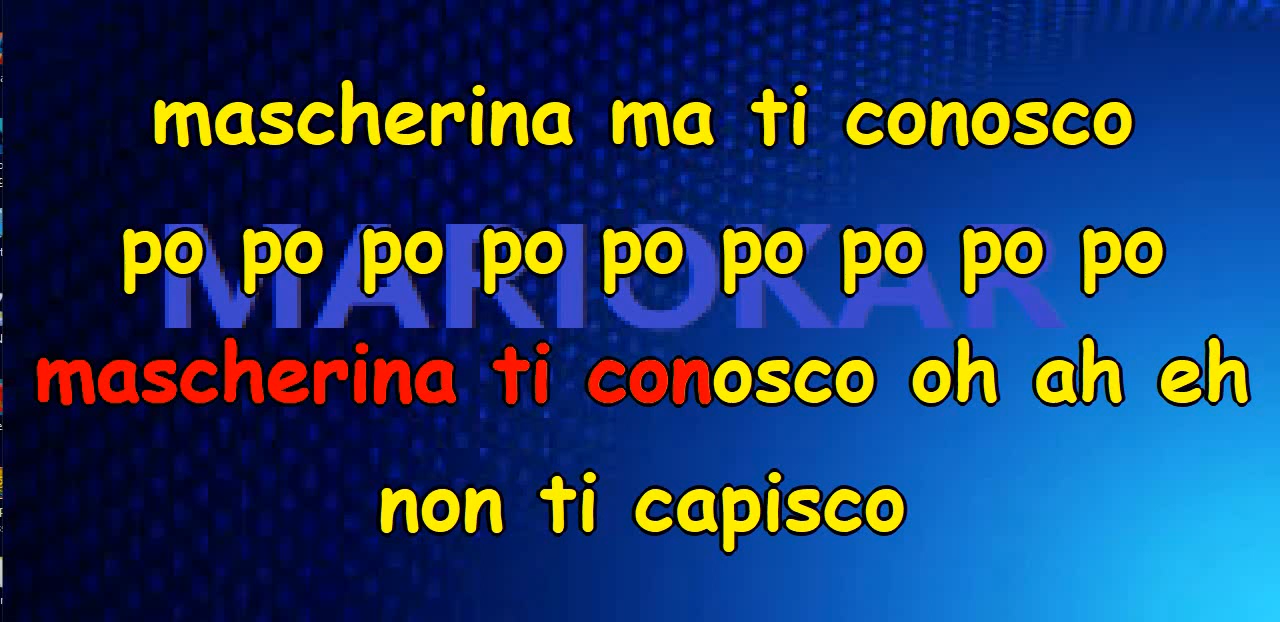 mascherina ma ti conosco
po po po po po po po po po
MARIOKAR
mascherina ti conosco oh ah eh
non ti capisco